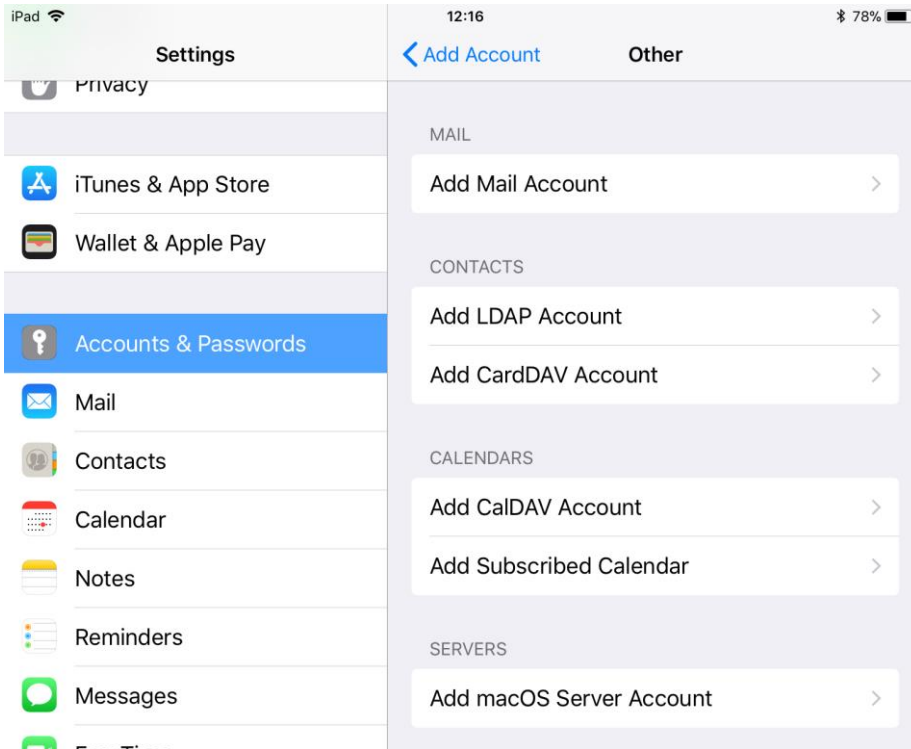 iPad
12:16
78%
Settings
Add Account
Other
Privacy
iTunes & App Store
Wallet & Apple Pay
Accounts & Passwords
Mail
Contacts
Calendar
Notes
Reminders
Messages
MAIL
Add Mail Account
CONTACTS
Add LDAP Account
Add CardDAV Account
CALENDARS
Add CalDAV Account
Add Subscribed Calendar
SERVERS
Add macOS Server Account